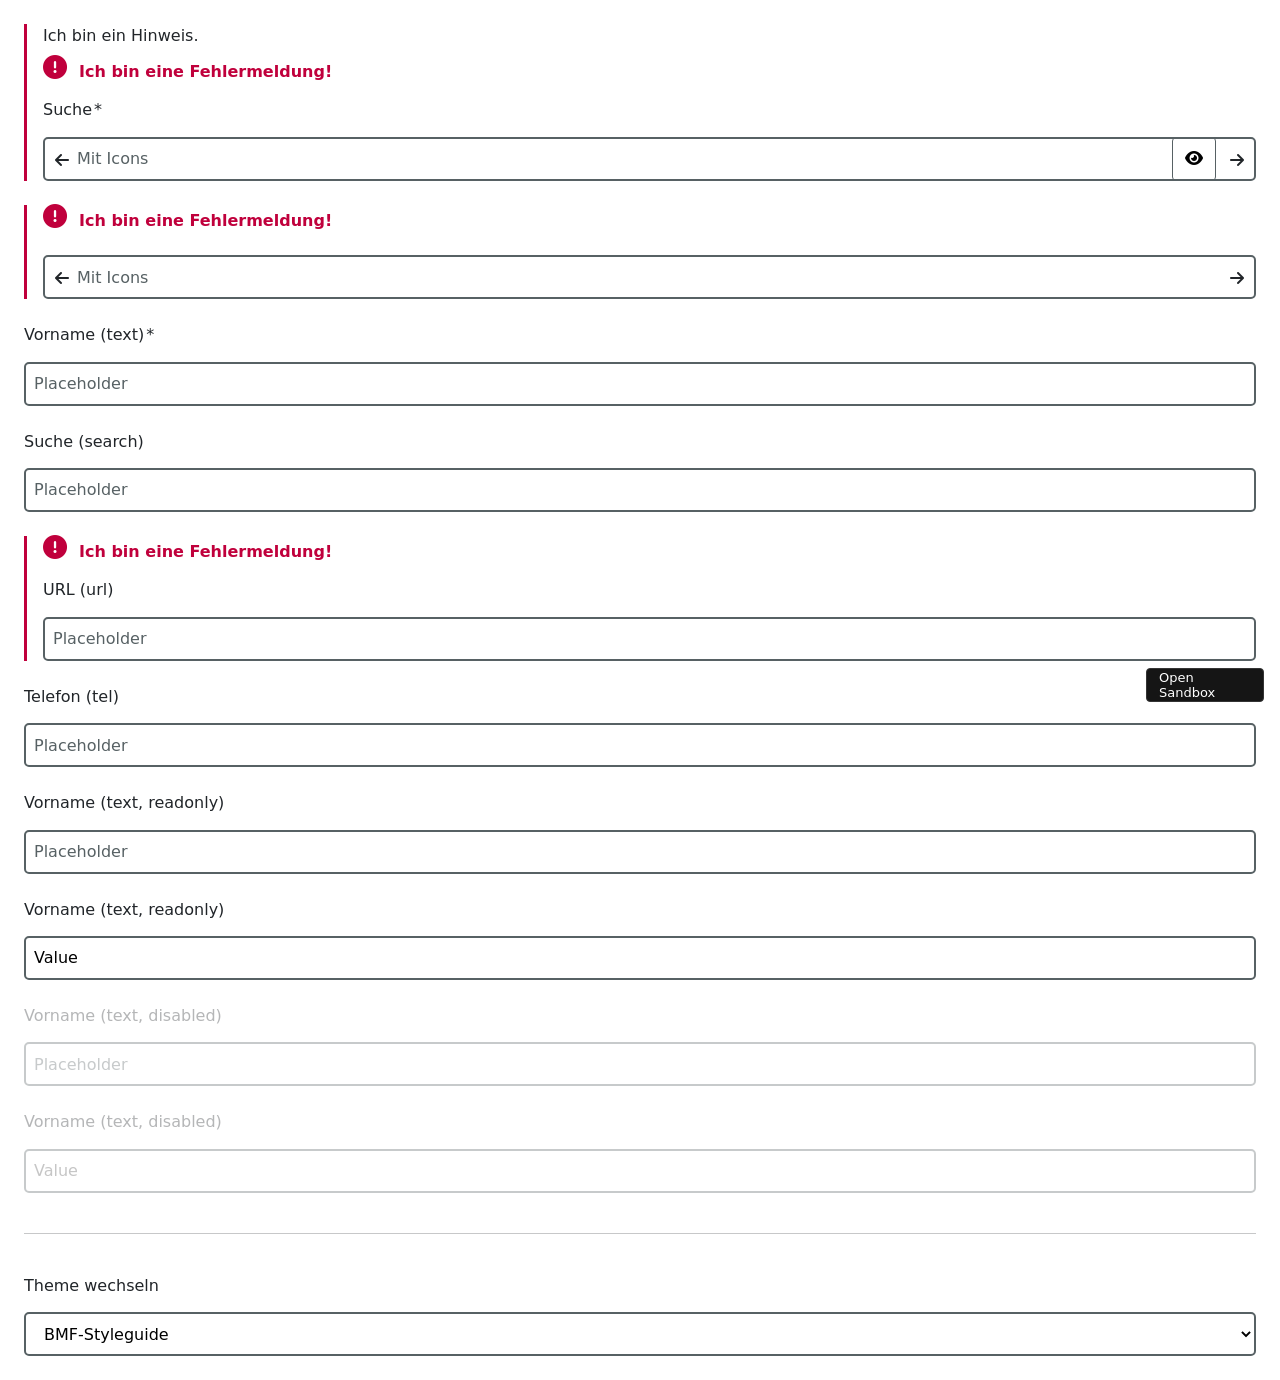 Ich bin ein Hinweis.
Ich bin eine Fehlermeldung!
Suche*
Mit Icons
Ich bin eine Fehlermeldung!
Mit Icons
Vorname (text)*
Placeholder
Suche (search)
Placeholder
Ich bin eine Fehlermeldung!
URL (url)
Placeholder
Open
Sandbox
Telefon (tel)
Placeholder
Vorname (text, readonly)
Placeholder
Vorname (text, readonly)
Value
Vorname (text, disabled)
Placeholder
Vorname (text, disabled)
Value
Theme wechseln
BMF-Styleguide